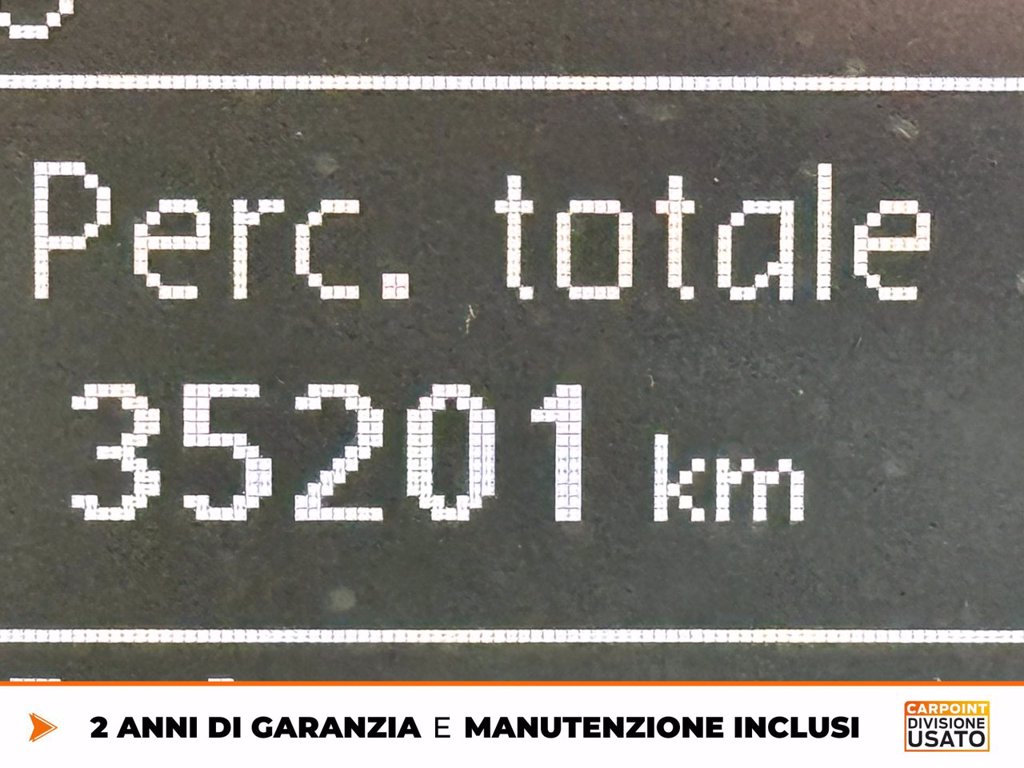 Perc. totale
35201 km
2 ANNI DI GARANZIA E MANUTENZIONE INCLUSI
CARPOINT
DIVISIONE
USATO